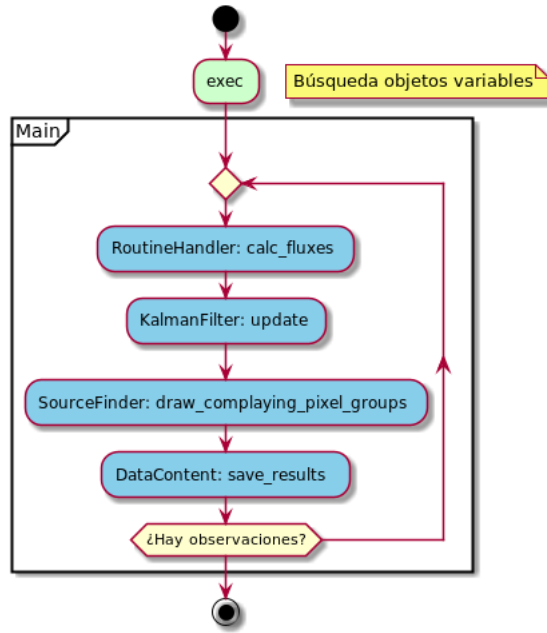 exec
Búsqueda objetos variables
Main
RoutineHandler: calc_fluxes
KalmanFilter: update
SourceFinder: draw_complaying_pixel_groups
DataContent: save_results
¿Hay observaciones?